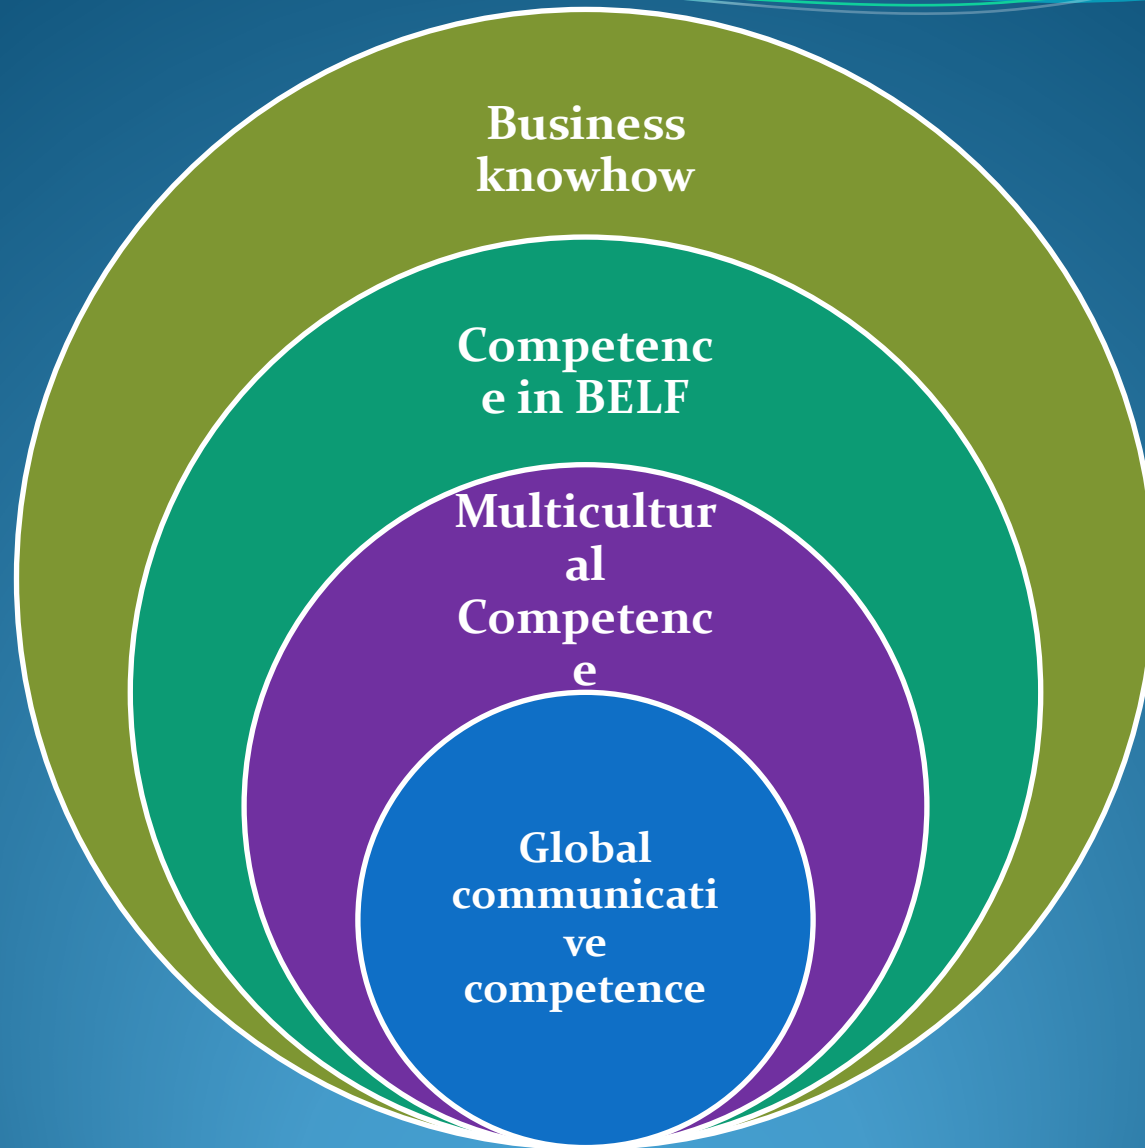 Business
knowhow
Competenc
e in BELF
Multicultur
al
Competenc
e
Global
communicati
ve
competence